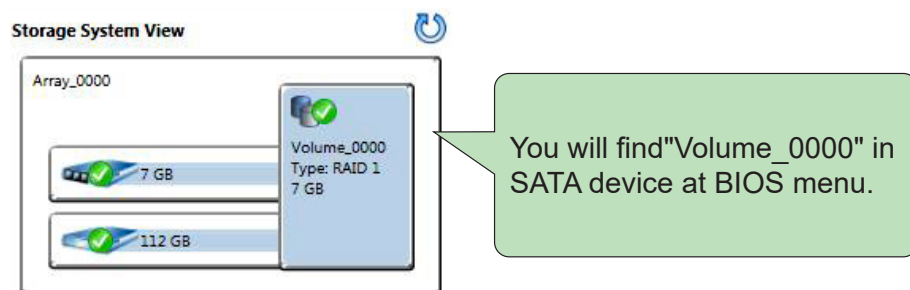 Storage System View
Array_0000
Volume_0000
Type: RAID 1
7 GB
7 GB
112 GB
You will find"Volume_0000" in
SATA device at BIOS menu.